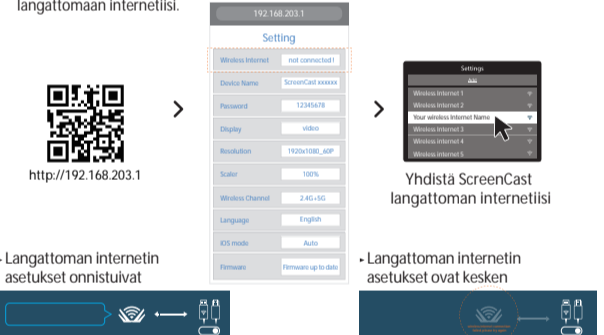 langattomaan internetiisi.
192.168.203.1
Setting
Wireless Internet not connected !
Device Name ScreenCast xxxxxx
Password 12345678
Display video
Resolution 1920x1080_60P
Scaler 100%
Wireless Channel 2.4G+5G
Language English
iOS mode Auto
Firmware Firmware up to date
http://192.168.203.1
Settings
Add
Wireless Internet 1
Wireless Internet 2
Your wireless Internet Name
Wireless Internet 3
Wireless Internet 4
Wireless Internet 5
Yhdistä ScreenCast
langattoman internetiisi
Langattoman internetin
asetukset onnistuivat
Langattoman internetin
asetukset ovat kesken